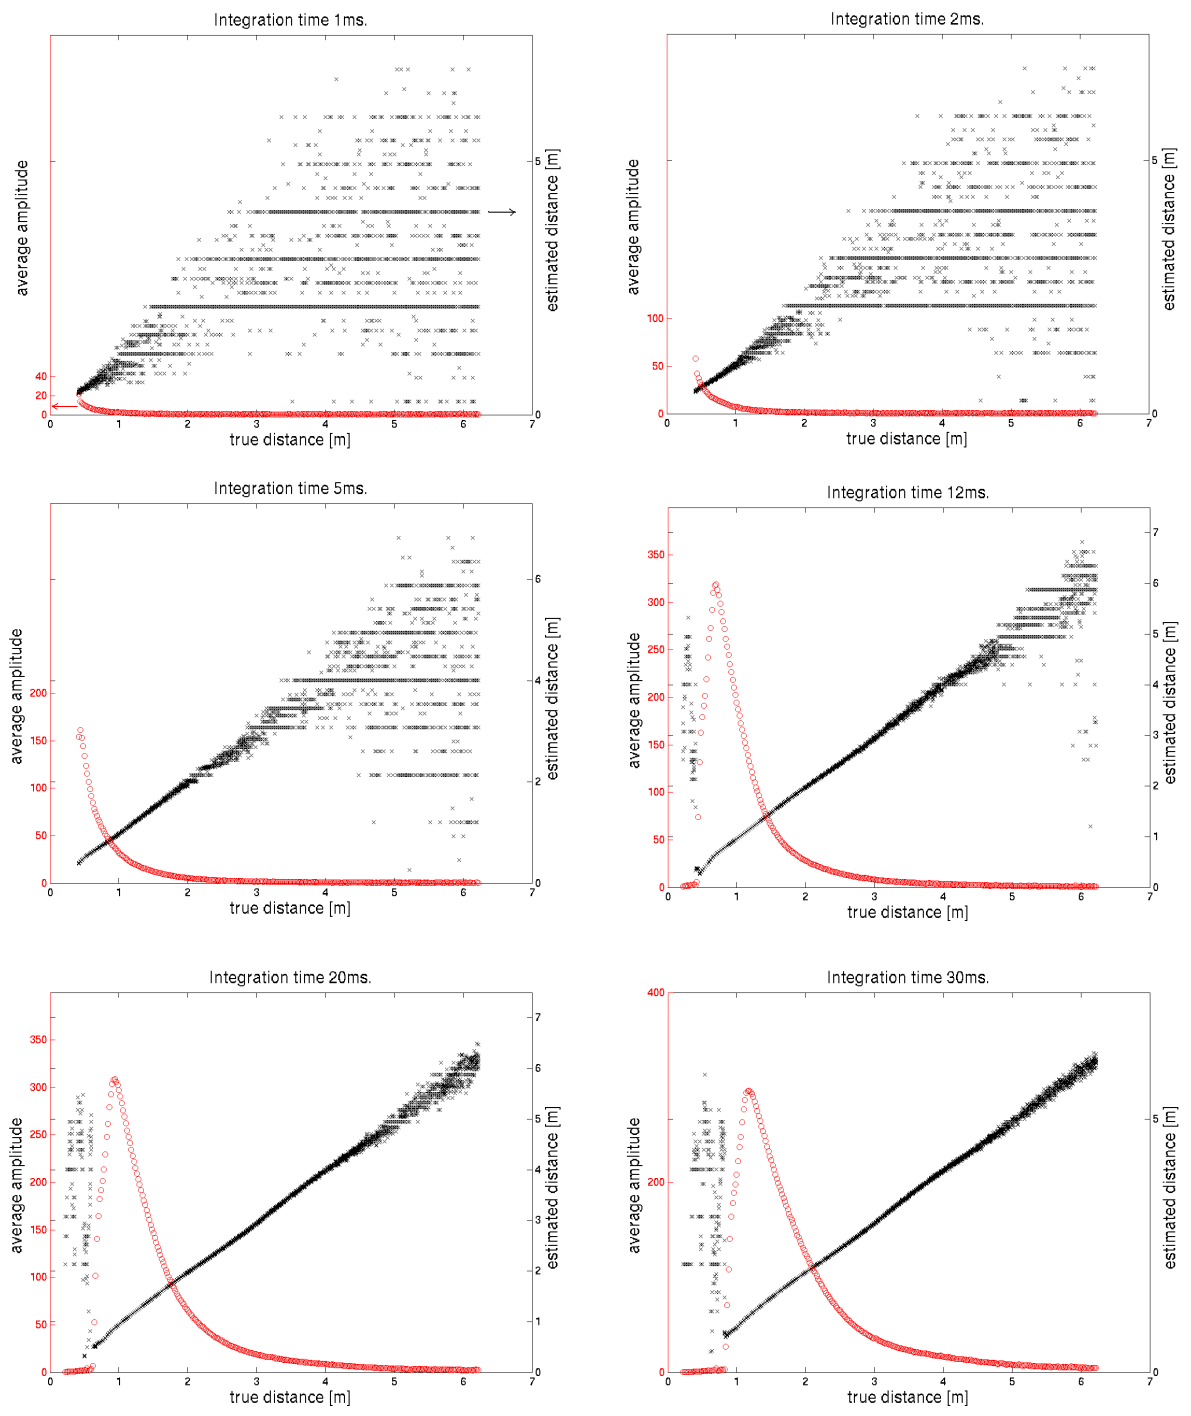 Integration time 1ms.
average amplitude
40
20
0
5
0
estimated distance [m]
0 1 2 3 4 5 6 7
true distance [m]
Integration time 2ms.
average amplitude
100
50
0
5
0
estimated distance [m]
0 1 2 3 4 5 6 7
true distance [m]
Integration time 5ms.
average amplitude
200
150
100
50
0
6
4
2
0
estimated distance [m]
0 1 2 3 4 5 6 7
true distance [m]
Integration time 12ms.
average amplitude
350
300
250
200
150
100
50
0
7
6
5
4
3
2
1
0
estimated distance [m]
0 1 2 3 4 5 6 7
true distance [m]
Integration time 20ms.
average amplitude
350
300
250
200
150
100
50
0
7
6
5
4
3
2
1
0
estimated distance [m]
0 1 2 3 4 5 6 7
true distance [m]
Integration time 30ms.
average amplitude
400
200
0
5
0
estimated distance [m]
0 1 2 3 4 5 6 7
true distance [m]